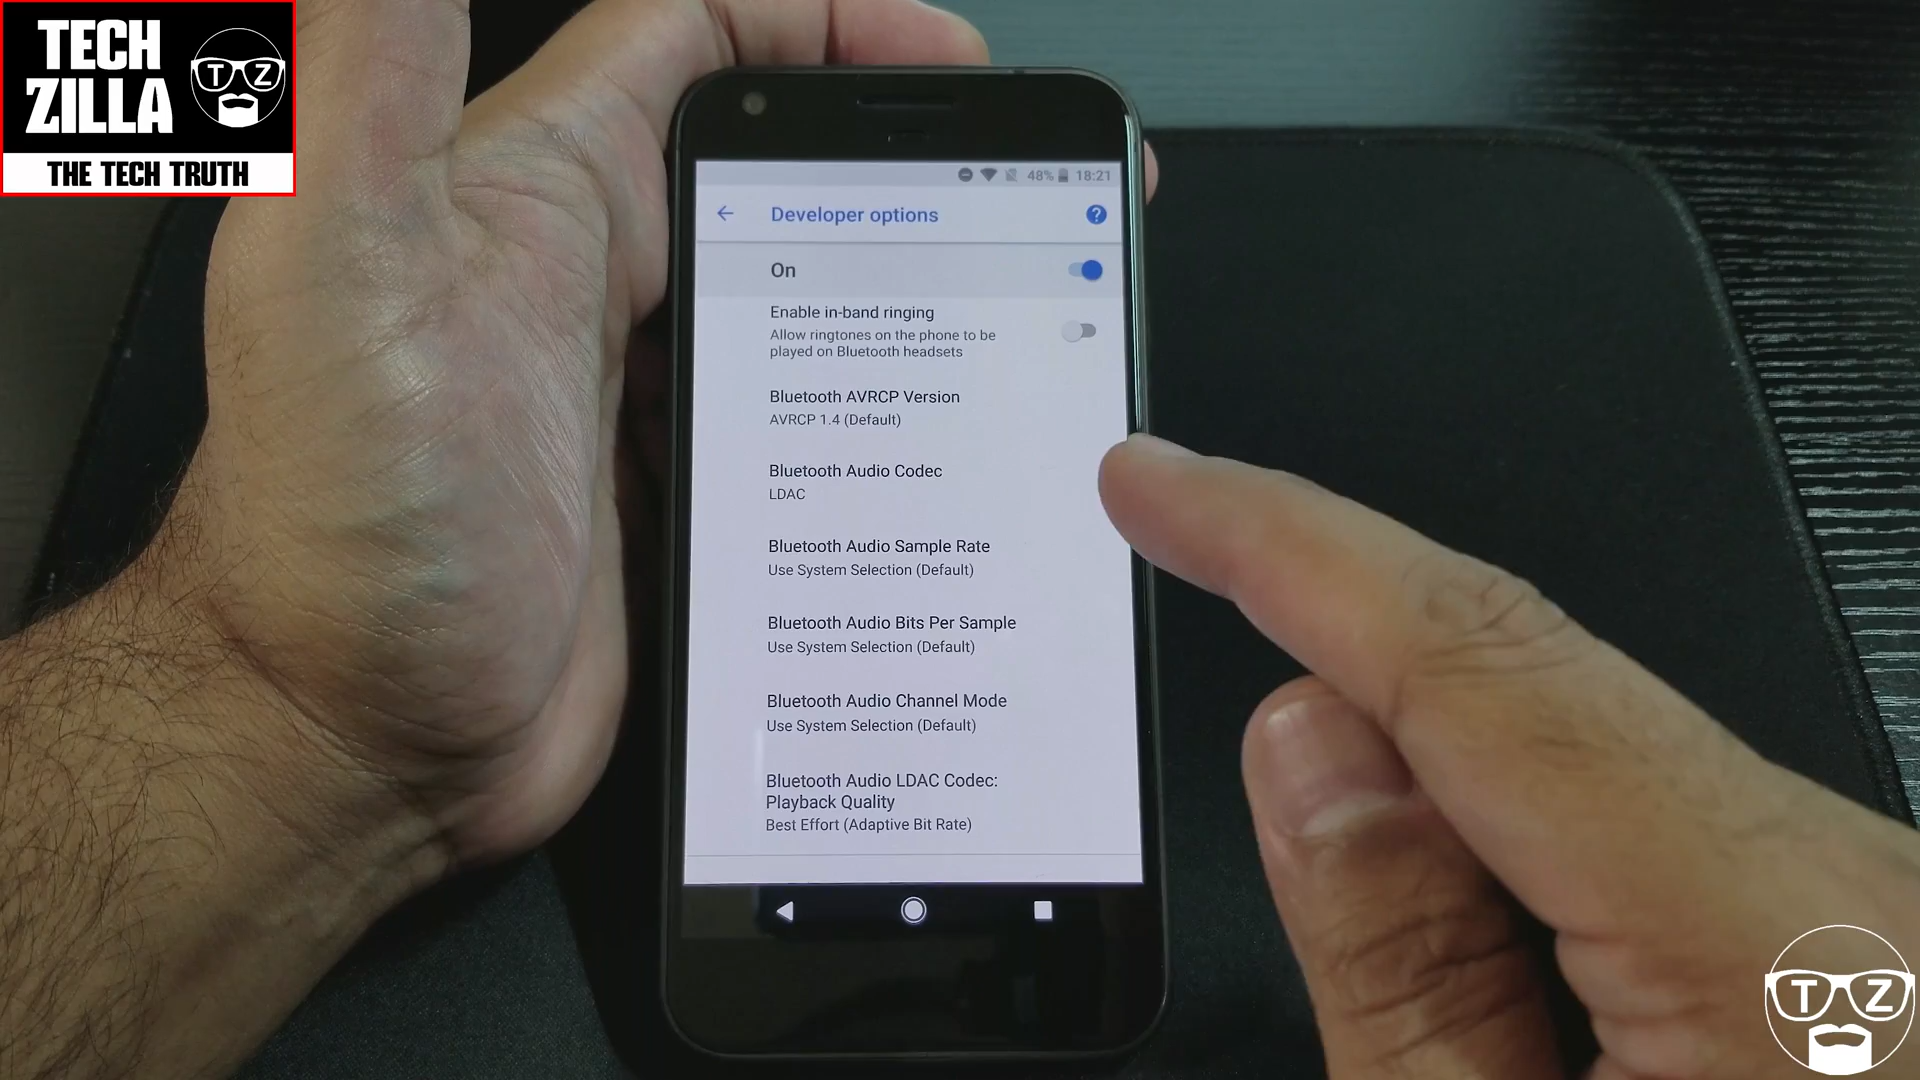 TECH
ZILLA
T Z
THE TECH TRUTH
48% 18:21
Developer options
?
On
Enable in-band ringing
Allow ringtones on the phone to be
played on Bluetooth headsets
Bluetooth AVRCP Version
AVRCP 1.4 (Default)
Bluetooth Audio Codec
LDAC
Bluetooth Audio Sample Rate
Use System Selection (Default)
Bluetooth Audio Bits Per Sample
Use System Selection (Default)
Bluetooth Audio Channel Mode
Use System Selection (Default)
Bluetooth Audio LDAC Codec:
Playback Quality
Best Effort (Adaptive Bit Rate)
T Z